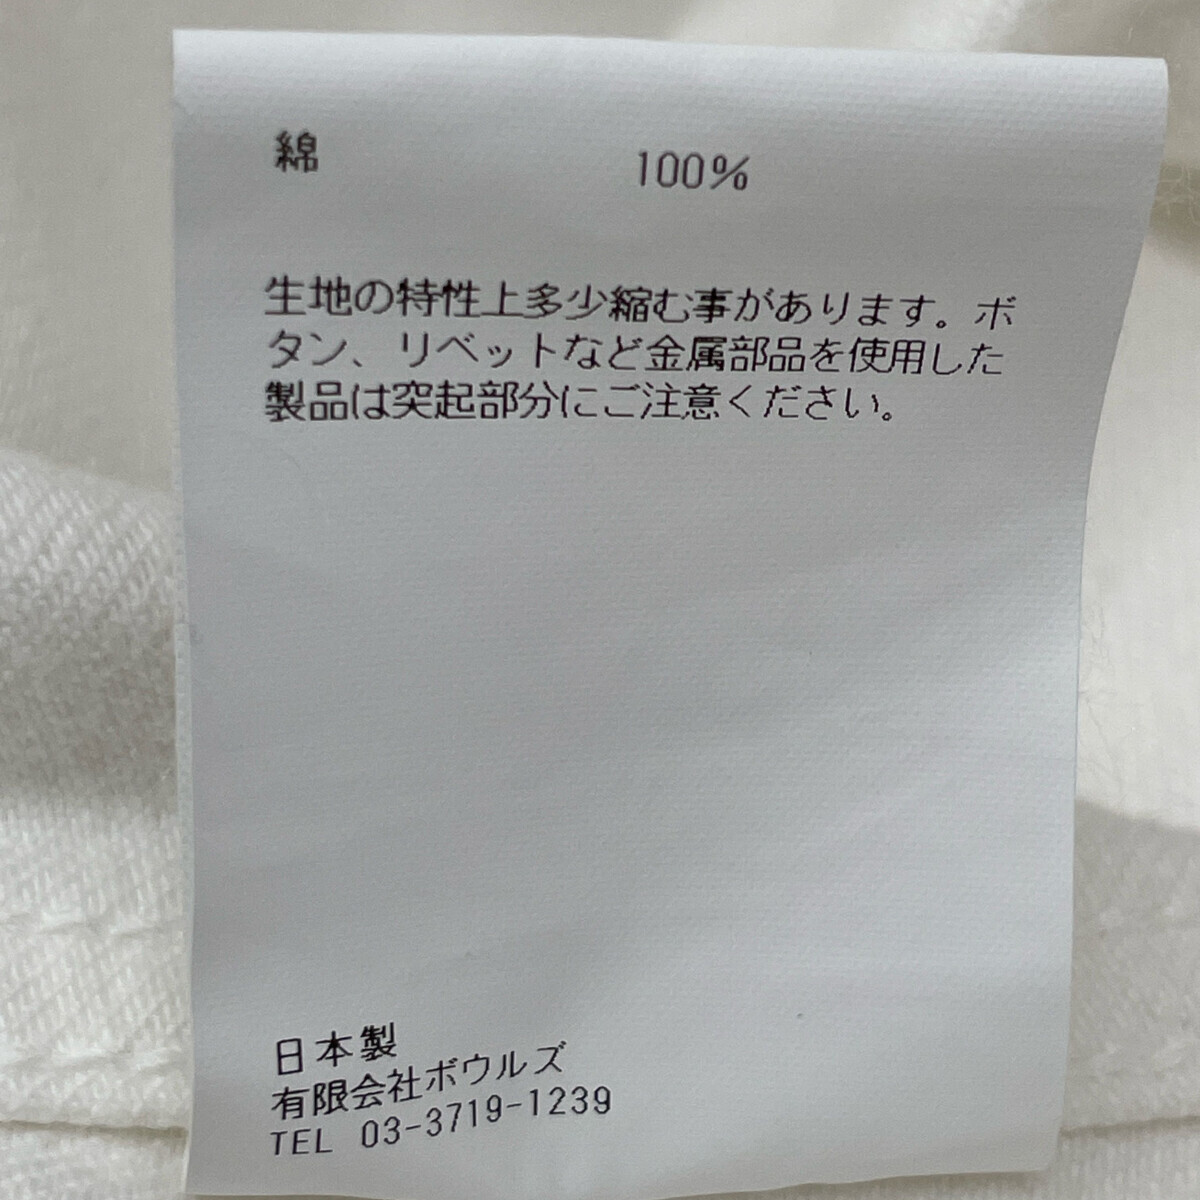 綿 100%
生地の特性上多少縮む事があります。ボ
タン、リベットなど金属部品を使用した
製品は突起部分にご注意ください。
日本製
有限会社ボウルズ
TEL 03-3719-1239